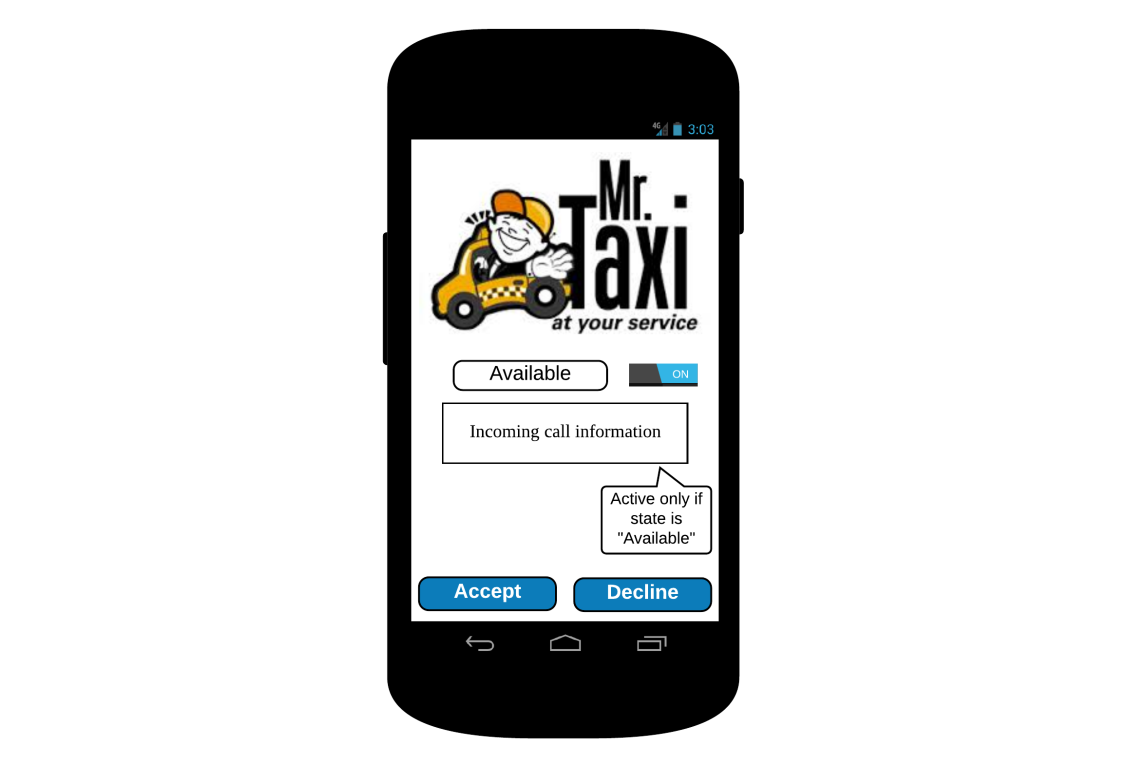 4G 3:03
Mr.
Taxi
at your service
Available
ON
Incoming call information
Active only if
state is
"Available"
Accept
Decline